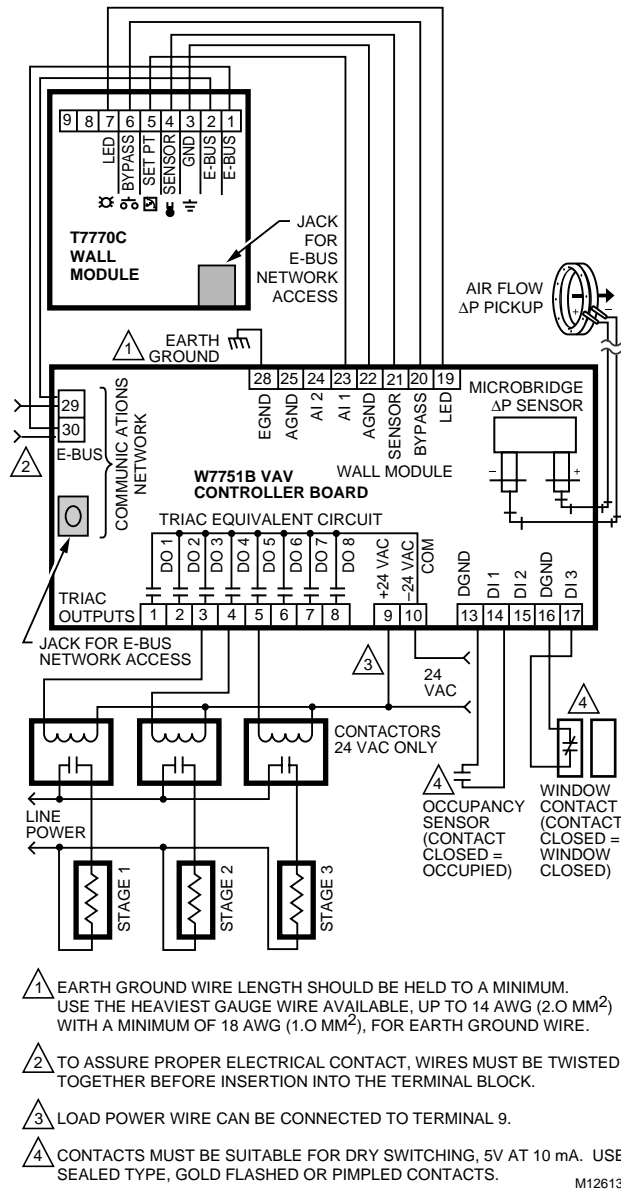 9 8 7 6 5 4 3 2 1
LED
BYPASS
SET PT
SENSOR
GND
E-BUS
E-BUS
T7770C
WALL
MODULE
JACK
FOR
E-BUS
NETWORK
ACCESS
AIR FLOW
ΔP PICKUP
+
−
1
EARTH
GROUND
28 25 24 23 22 21 20 19
EGND
AGND
AI 2
AI 1
AGND
SENSOR
BYPASS
LED
WALL MODULE
MICROBRIDGE
ΔP SENSOR
−
+
29
30
E-BUS
2
COMMUNICATIONS
NETWORK
W7751B VAV
CONTROLLER BOARD
TRIAC EQUIVALENT CIRCUIT
DO 1
DO 2
DO 3
DO 4
DO 5
DO 6
DO 7
DO 8
+24 VAC
−24 VAC
COM
DGND
DI 1
DI 2
DGND
DI 3
TRIAC
OUTPUTS
1 2 3 4 5 6 7 8
9 10
13 14 15 16 17
JACK FOR E-BUS
NETWORK ACCESS
3
24
VAC
CONTACTORS
24 VAC ONLY
LINE
POWER
STAGE 1
STAGE 2
STAGE 3
4
OCCUPANCY
SENSOR
(CONTACT
CLOSED =
OCCUPIED)
4
WINDOW
CONTACT
(CONTACT
CLOSED =
WINDOW
CLOSED)
1 EARTH GROUND WIRE LENGTH SHOULD BE HELD TO A MINIMUM.
USE THE HEAVIEST GAUGE WIRE AVAILABLE, UP TO 14 AWG (2.O MM2)
WITH A MINIMUM OF 18 AWG (1.O MM2), FOR EARTH GROUND WIRE.
2 TO ASSURE PROPER ELECTRICAL CONTACT, WIRES MUST BE TWISTED
TOGETHER BEFORE INSERTION INTO THE TERMINAL BLOCK.
3 LOAD POWER WIRE CAN BE CONNECTED TO TERMINAL 9.
4 CONTACTS MUST BE SUITABLE FOR DRY SWITCHING, 5V AT 10 mA. USE
SEALED TYPE, GOLD FLASHED OR PIMPLED CONTACTS.
M12613